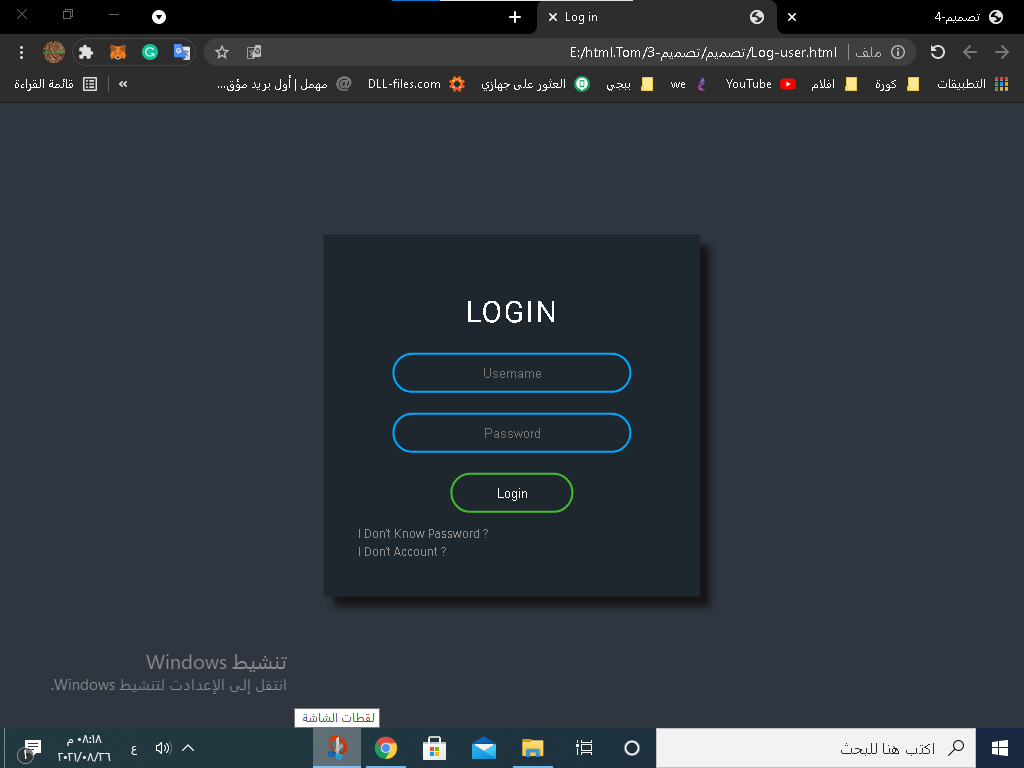 تصميم-4
Log in
ملف
E:/html.Tom/3-تصميم/تصميم/Log-user.html
التطبيقات
كورة
افلام
YouTube
we
ببجي
العثور على جهازي
DLL-files.com
مهمل | أول بريد مؤق...
»
قائمة القراءة
LOGIN
Username
Password
Login
I Don't Know Password ?
I Don't Account ?
تنشيط Windows
انتقل إلى الإعدادت لتنشيط Windows.
لقطات الشاشة
اكتب هنا للبحث
ع
٠٨:١٨ م
٢٠٢١/٠٨/٢٦
١